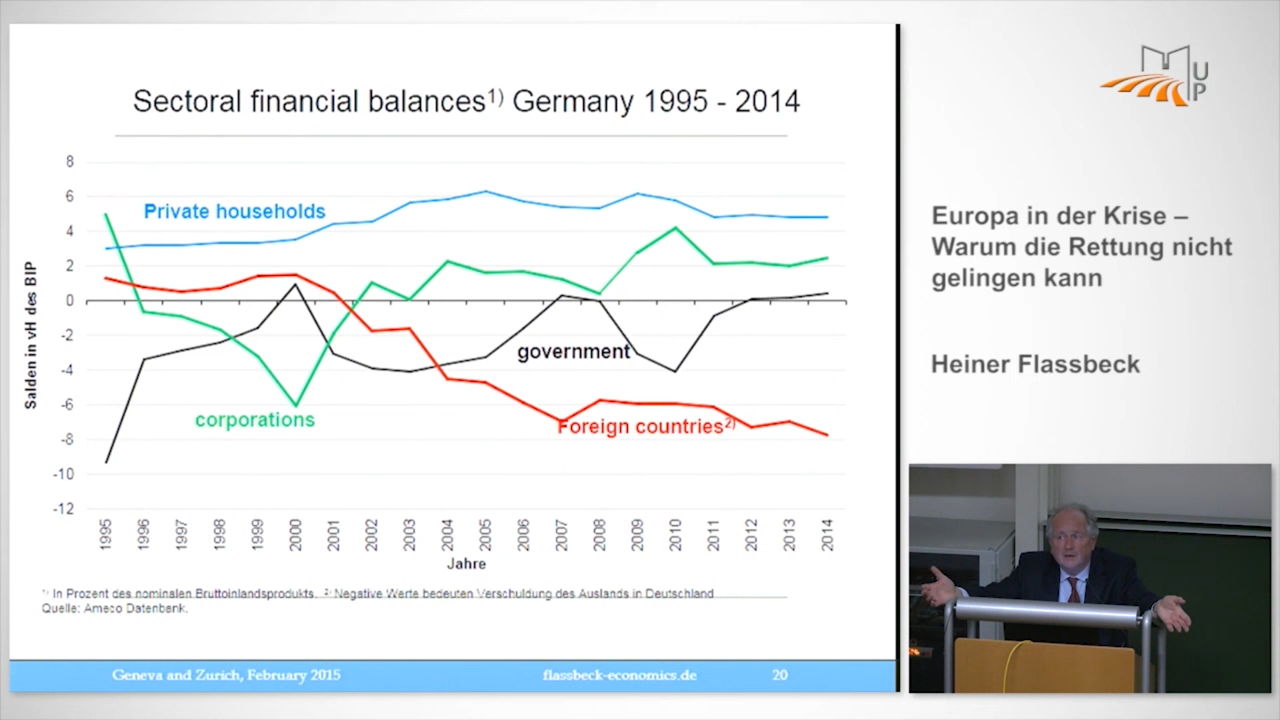 Sectoral financial balances1) Germany 1995 - 2014
8
6
4
2
0
-2
-4
-6
-8
-10
-12
Salden in vH des BIP
Private households
government
corporations
Foreign countries2)
1995 1996 1997 1998 1999 2000 2001 2002 2003 2004 2005 2006 2007 2008 2009 2010 2011 2012 2013 2014
Jahre
1) In Prozent des nominalen Bruttoinlandsprodukts. 2) Negative Werte bedeuten Verschuldung des Auslands in Deutschland
Quelle: Ameco Datenbank.
Geneva and Zurich, February 2015 flassbeck-economics.de 20
MUP
Europa in der Krise –
Warum die Rettung nicht
gelingen kann
Heiner Flassbeck